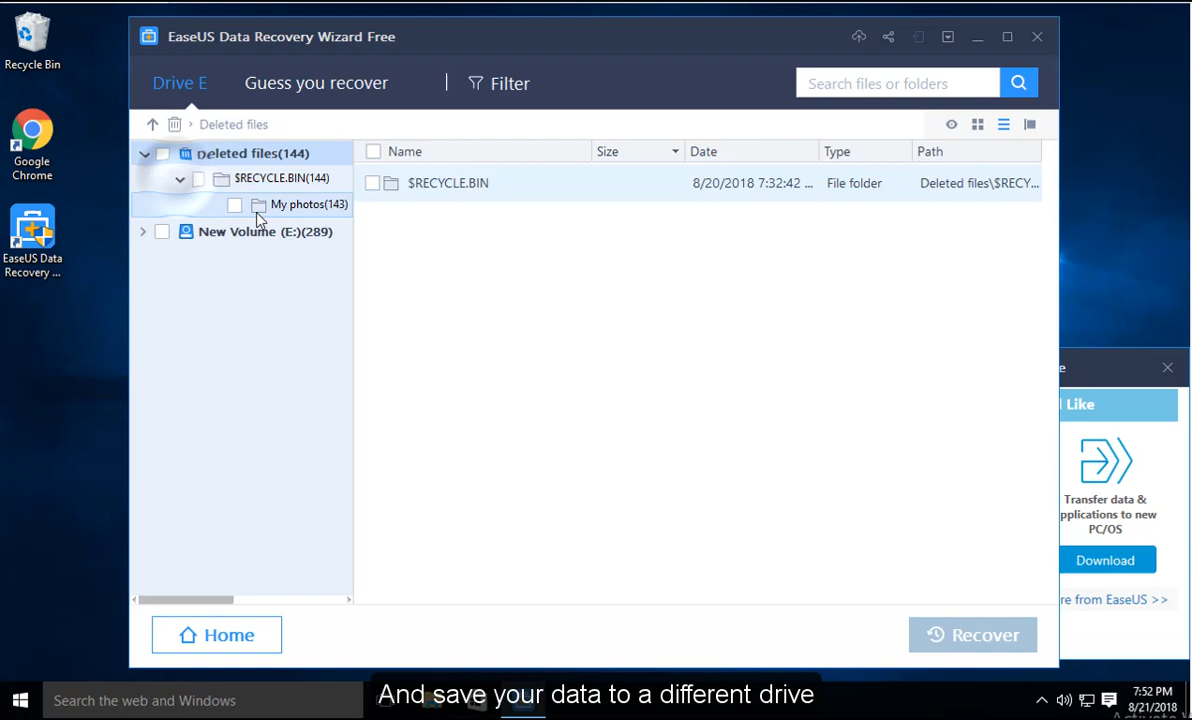 Recycle Bin
Google
Chrome
EaseUS Data
Recovery ...
EaseUS Data Recovery Wizard Free
Drive E
Guess you recover
Filter
Search files or folders
Deleted files
Deleted files(144)
$RECYCLE.BIN(144)
My photos(143)
New Volume (E:)(289)
Name Size Date Type Path
$RECYCLE.BIN 8/20/2018 7:32:42 ... File folder Deleted files\$RECY...
e
l Like
Transfer data &
pplications to new
PC/OS
Download
re from EaseUS >>
Home
Recover
And save your data to a different drive
Search the web and Windows
7:52 PM
8/21/2018